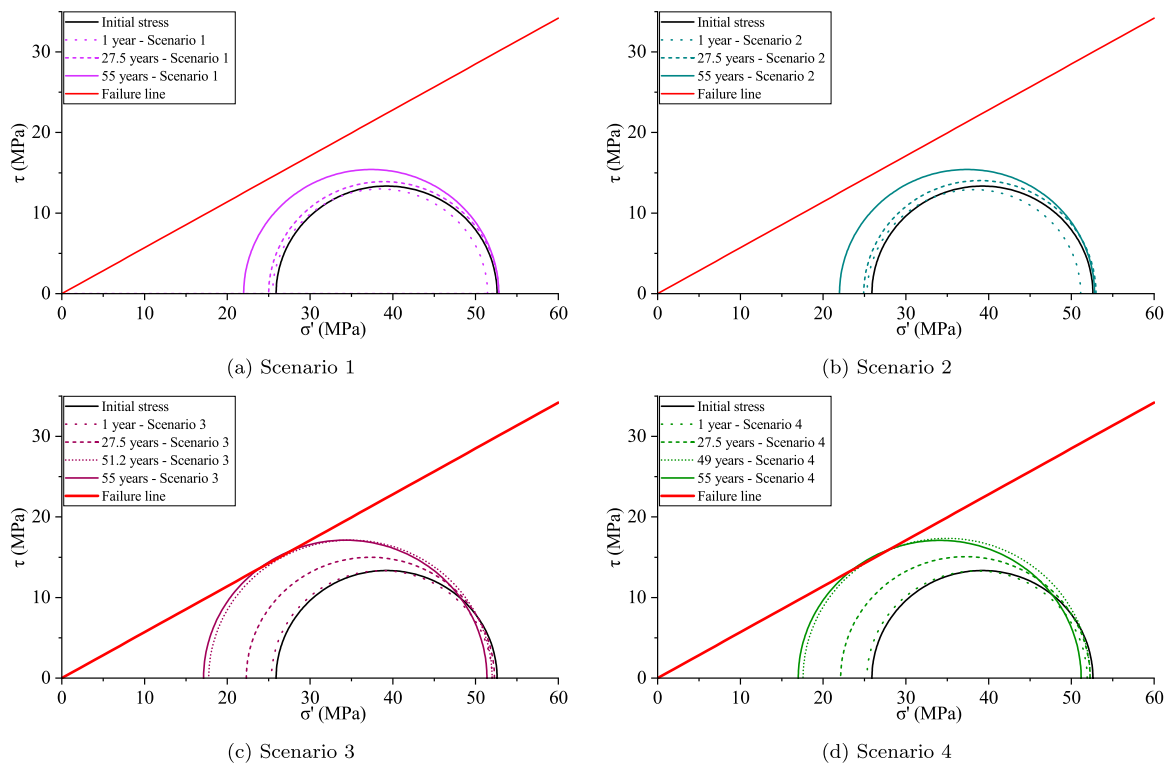 Initial stress
1 year - Scenario 1
27.5 years - Scenario 1
55 years - Scenario 1
Failure line
30
20
10
0
τ (MPa)
0 10 20 30 40 50 60
σ' (MPa)
(a) Scenario 1
Initial stress
1 year - Scenario 2
27.5 years - Scenario 2
55 years - Scenario 2
Failure line
30
20
10
0
τ (MPa)
0 10 20 30 40 50 60
σ' (MPa)
(b) Scenario 2
Initial stress
1 year - Scenario 3
27.5 years - Scenario 3
51.2 years - Scenario 3
55 years - Scenario 3
Failure line
30
20
10
0
τ (MPa)
0 10 20 30 40 50 60
σ' (MPa)
(c) Scenario 3
Initial stress
1 year - Scenario 4
27.5 years - Scenario 4
49 years - Scenario 4
55 years - Scenario 4
Failure line
30
20
10
0
τ (MPa)
0 10 20 30 40 50 60
σ' (MPa)
(d) Scenario 4